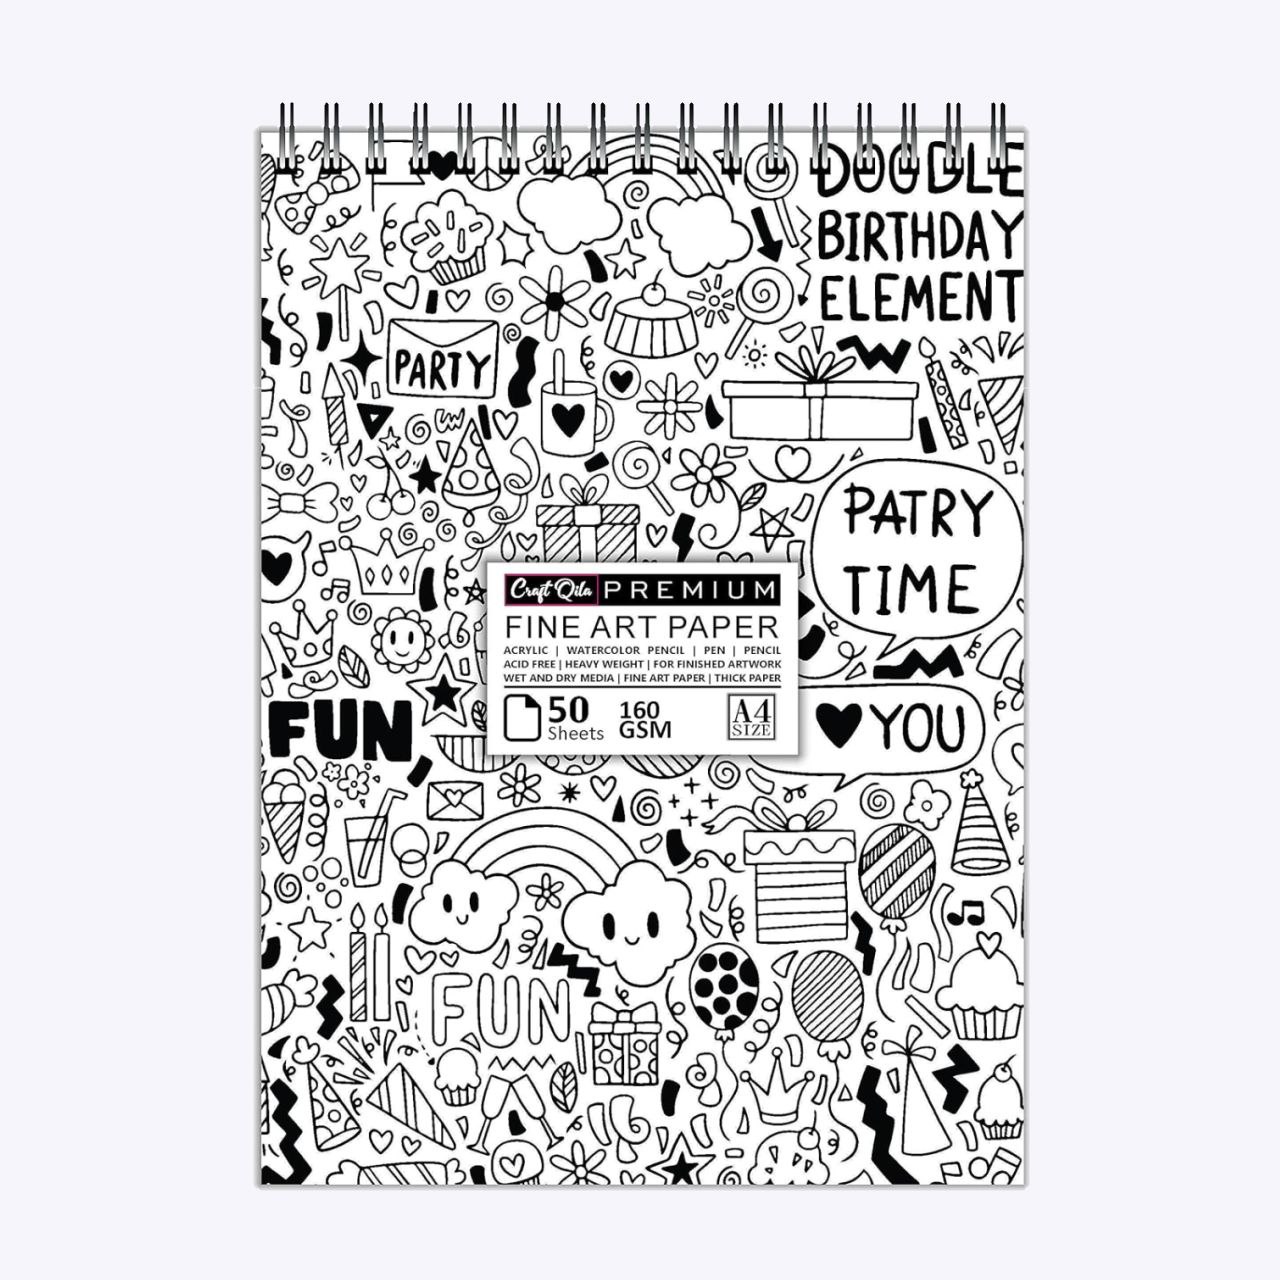 DOODLE
BIRTHDAY
ELEMENT
PARTY
PATRY
TIME
Craft Qila PREMIUM
FINE ART PAPER
ACRYLIC | WATERCOLOR PENCIL | PEN | PENCIL
ACID FREE | HEAVY WEIGHT | FOR FINISHED ARTWORK
WET AND DRY MEDIA | FINE ART PAPER | THICK PAPER
50 Sheets
160 GSM
A4 SIZE
FUN
YOU
FUN